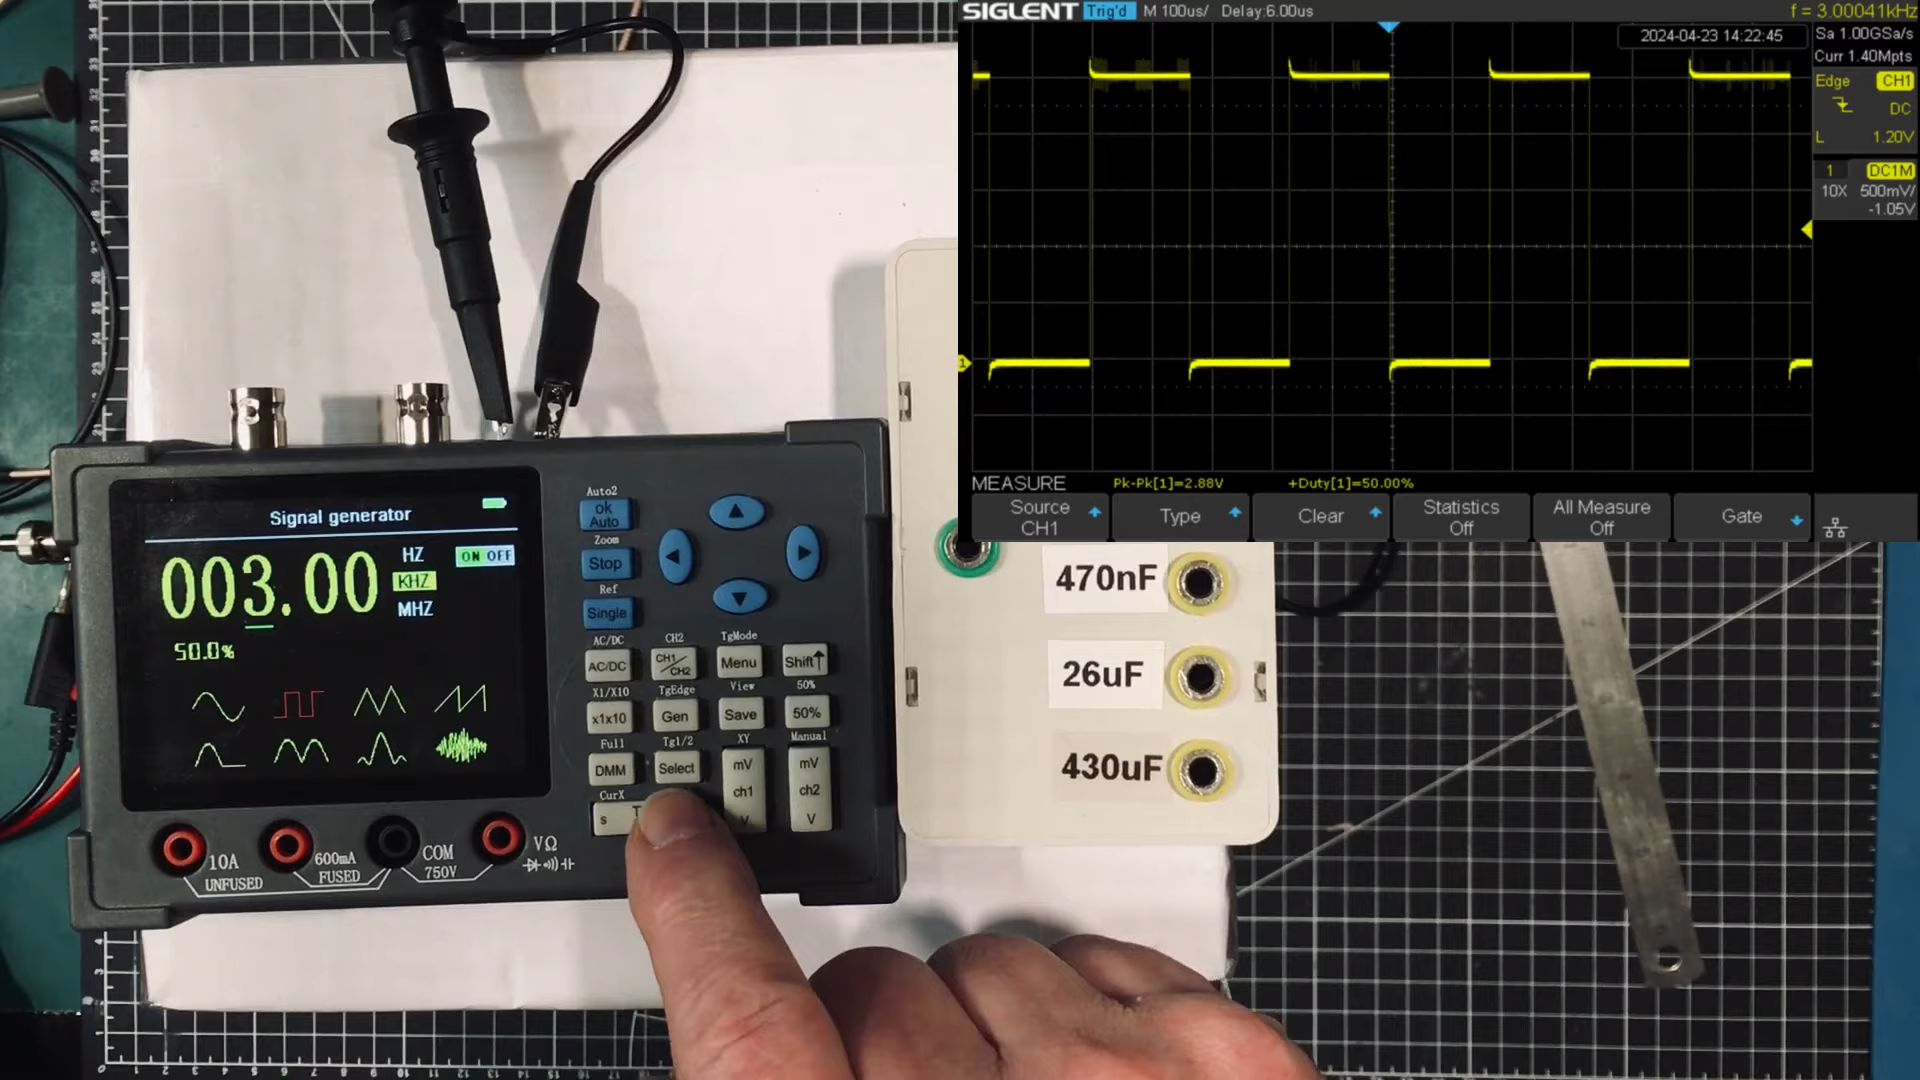 SIGLENT Trig'd M 100us/ Delay:6.00us f = 3.00041kHz
2024-04-23 14:22:45
Sa 1.00GSa/s
Curr 1.40Mpts
Edge CH1
DC
L 1.20V
1 DC1M
10X 500mV/
-1.05V
1
MEASURE Pk-Pk[1]=2.88V +Duty[1]=50.00%
Source
CH1
Type
Clear
Statistics
Off
All Measure
Off
Gate
Signal generator
003.00
HZ
KHZ
MHZ
ON OFF
50.0%
Auto2
ok
Auto
Zoom
Stop
Ref
Single
AC/DC CH2 TgMode
AC/DC CH1/CH2 Menu Shift↑
X1/X10 TgEdge View 50%
x1x10 Gen Save 50%
Full Tg1/2 XY Manual
DMM Select mV mV
CurX
s T ch1 ch2
V V
10A
UNFUSED
600mA
FUSED
COM
750V
VΩ
470nF
26uF
430uF